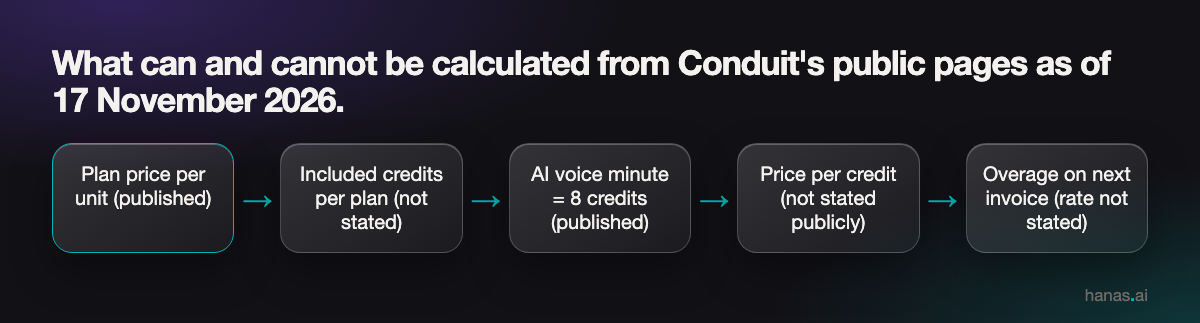 What can and cannot be calculated from Conduit's public pages as of
17 November 2026.
Plan price per
unit (published)
→
Included credits
per plan (not
stated)
→
AI voice minute
= 8 credits
(published)
→
Price per credit
(not stated
publicly)
→
Overage on next
invoice (rate not
stated)
hanas.ai